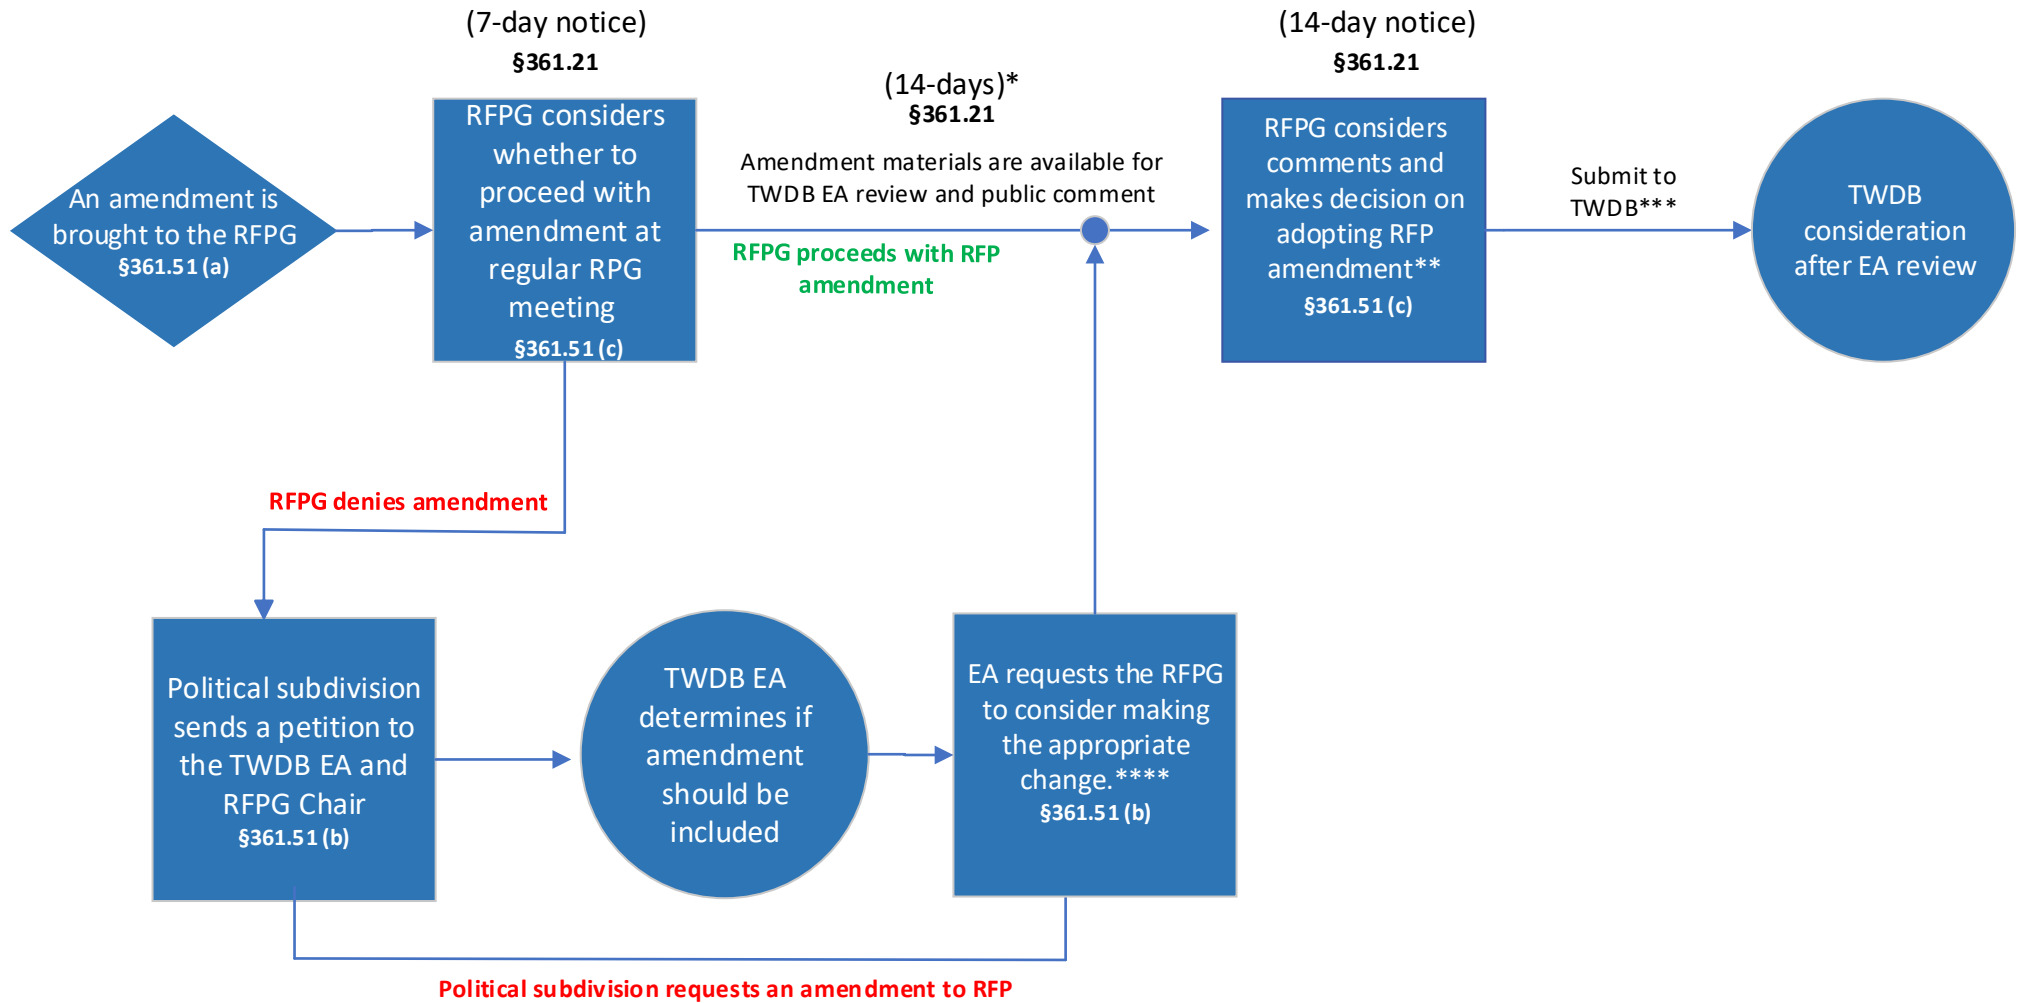 (7-day notice)
§361.21
(14-days)*
§361.21
(14-day notice)
§361.21
An amendment is
brought to the RFPG
§361.51 (a)
RFPG considers
whether to
proceed with
amendment at
regular RPG
meeting
§361.51 (c)
Amendment materials are available for
TWDB EA review and public comment
RFPG proceeds with RFP
amendment
RFPG considers
comments and
makes decision on
adopting RFP
amendment**
§361.51 (c)
Submit to
TWDB***
TWDB
consideration
after EA review
RFPG denies amendment
Political subdivision
sends a petition to
the TWDB EA and
RFPG Chair
§361.51 (b)
TWDB EA
determines if
amendment
should be
included
EA requests the RFPG
to consider making
the appropriate
change.****
§361.51 (b)
Political subdivision requests an amendment to RFP